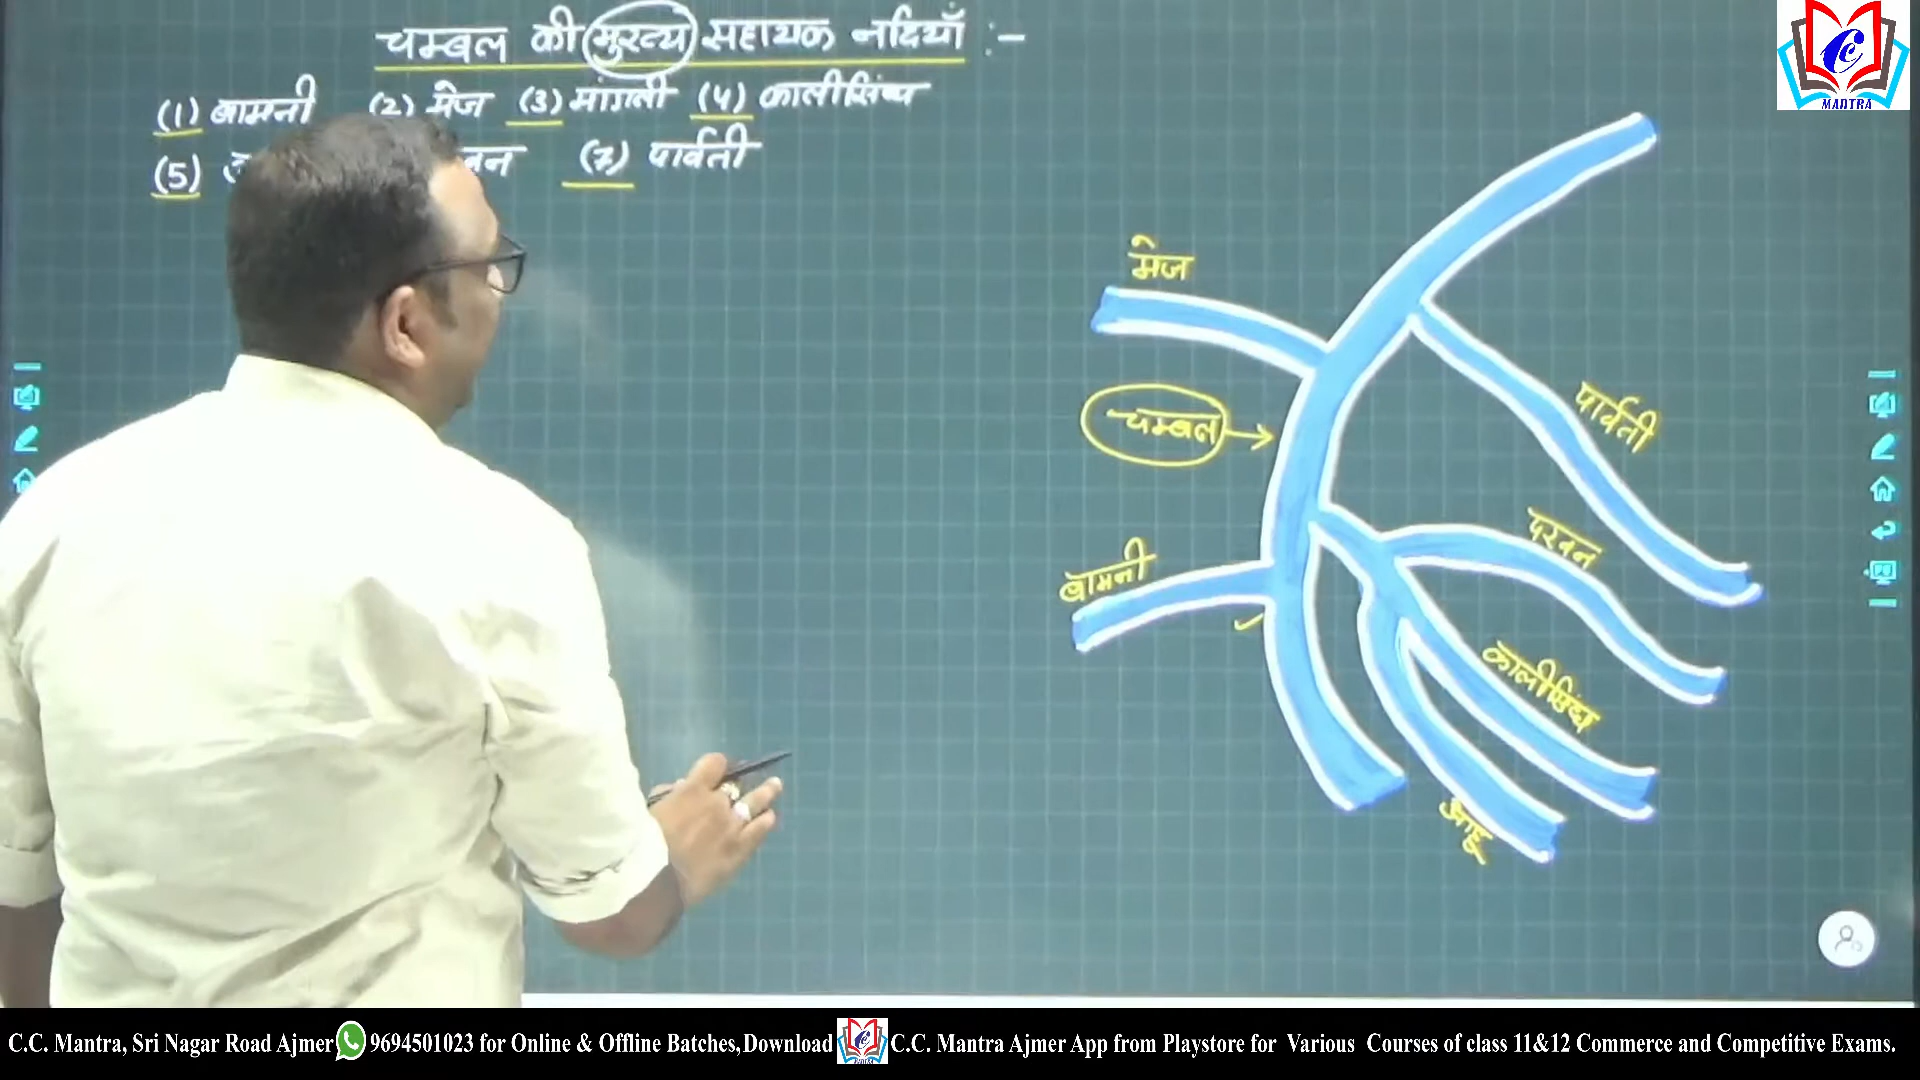 चम्बल की मुख्य सहायक नदियाँ :-
(1) बामनी (2) मेज (3) मांगली (4) कालीसिंध
(5) (7) पार्वती
मेज
चम्बल
पार्वती
परवन
बामनी
कालीसिंध
आहू
MANTRA
C.C. Mantra, Sri Nagar Road Ajmer 9694501023 for Online & Offline Batches, Download C.C. Mantra Ajmer App from Playstore for Various Courses of class 11&12 Commerce and Competitive Exams.